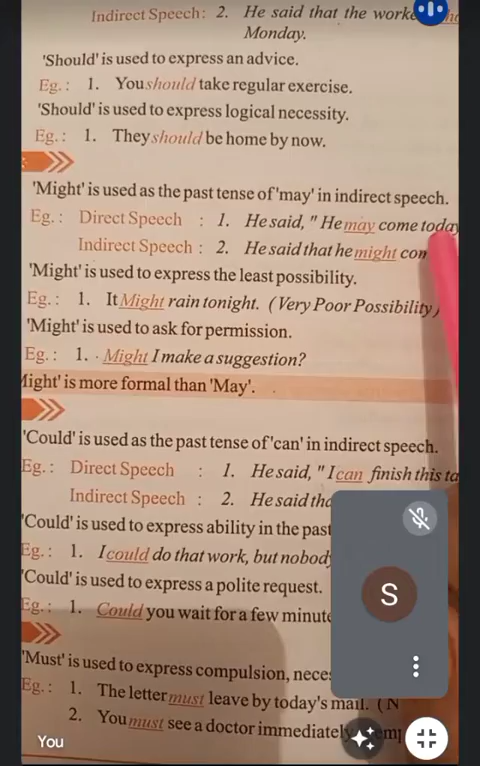 Indirect Speech: 2. He said that the
Monday.
'Should' is used to express an advice.
Eg.: 1. You should take regular exercise.
'Should' is used to express logical necessity.
Eg.: 1. They should be home by now.
'Might' is used as the past tense of 'may' in indirect speech.
Eg.: Direct Speech : 1. He said, " He may come today
Indirect Speech : 2. He said that he might
'Might' is used to express the least possibility.
Eg.: 1. It Might rain tonight. (Very Poor Possibility)
'Might' is used to ask for permission.
Eg.: 1. Might I make a suggestion?
Might' is more formal than 'May'.
'Could' is used as the past tense of 'can' in indirect speech.
Eg.: Direct Speech : 1. He said, " I can finish this
Indirect Speech : 2. He said
'Could' is used to express ability in the past
Eg.: 1. I could do that work, but
'Could' is used to express a polite request.
Eg.: 1. Could you wait for a few
S
'Must' is used to express compulsion,
Eg.: 1. The letter must leave by today's mail.
2. You must see a doctor immediately
You